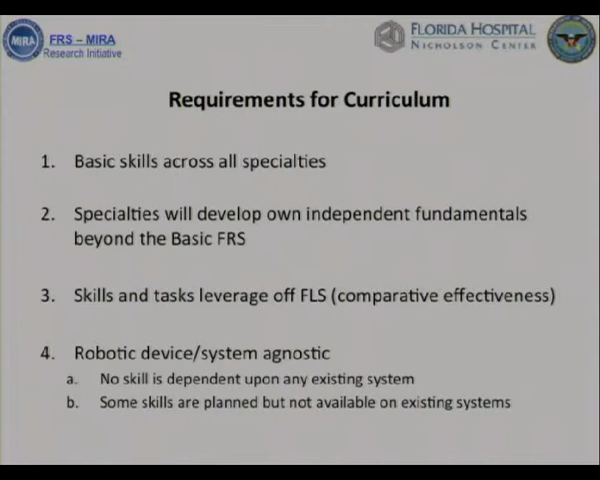 MIRA
FRS – MIRA
Research Initiative
FLORIDA HOSPITAL
NICHOLSON CENTER
Requirements for Curriculum
1. Basic skills across all specialties
2. Specialties will develop own independent fundamentals
beyond the Basic FRS
3. Skills and tasks leverage off FLS (comparative effectiveness)
4. Robotic device/system agnostic
a. No skill is dependent upon any existing system
b. Some skills are planned but not available on existing systems